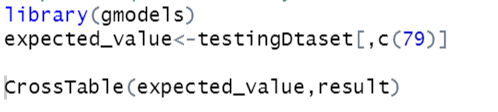 library(gmodels)
expected_value<-testingDtaset[,c(79)]
CrossTable(expected_value,result)